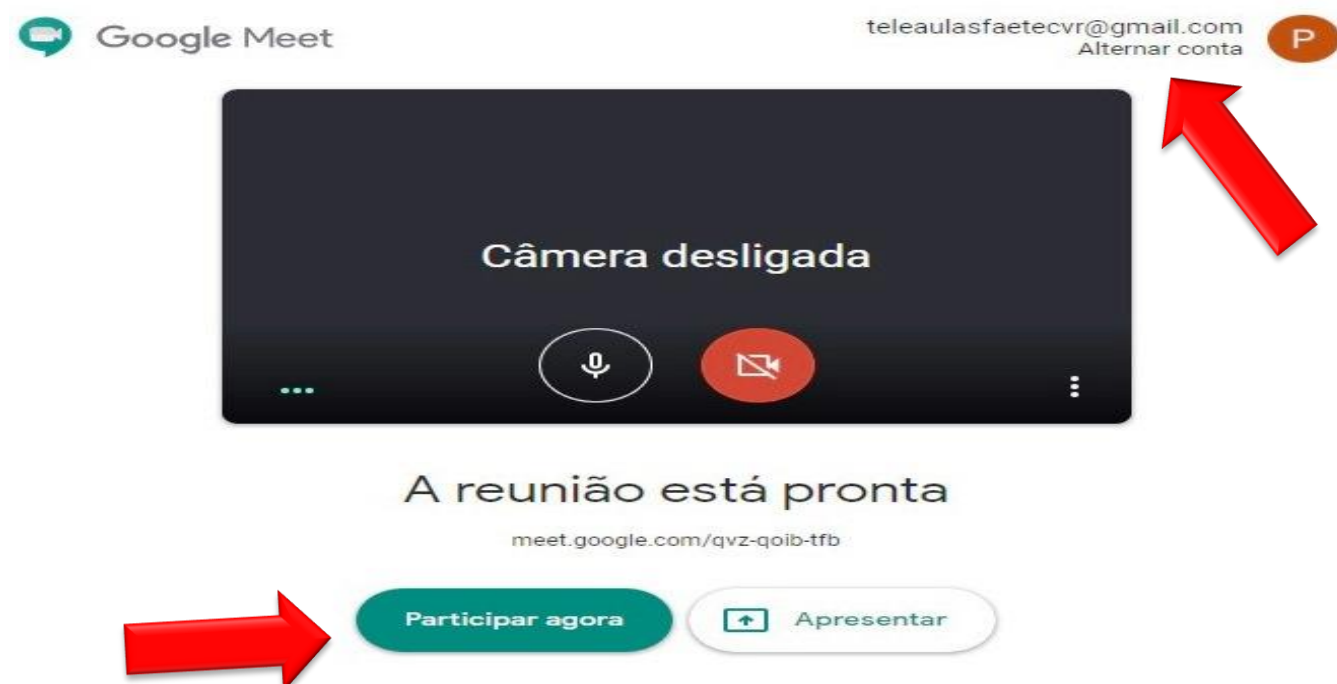 Google Meet
teleaulasfaetecvr@gmail.com
Alternar conta
P
Câmera desligada
A reunião está pronta
meet.google.com/qvz-qoib-tfb
Participar agora
Apresentar